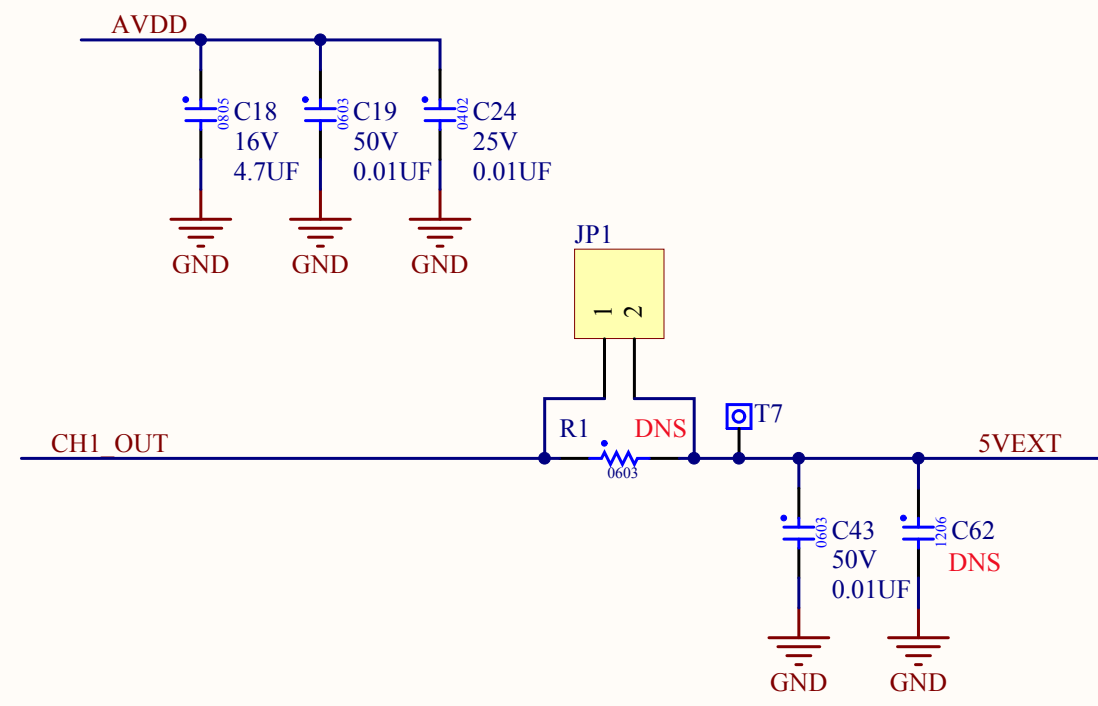 AVDD
0805
C18
16V
4.7UF
0603
C19
50V
0.01UF
0402
C24
25V
0.01UF
GND
GND
GND
JP1
1
2
CH1_OUT
R1
DNS
0603
T7
5VEXT
0603
C43
50V
0.01UF
1206
C62
DNS
GND
GND